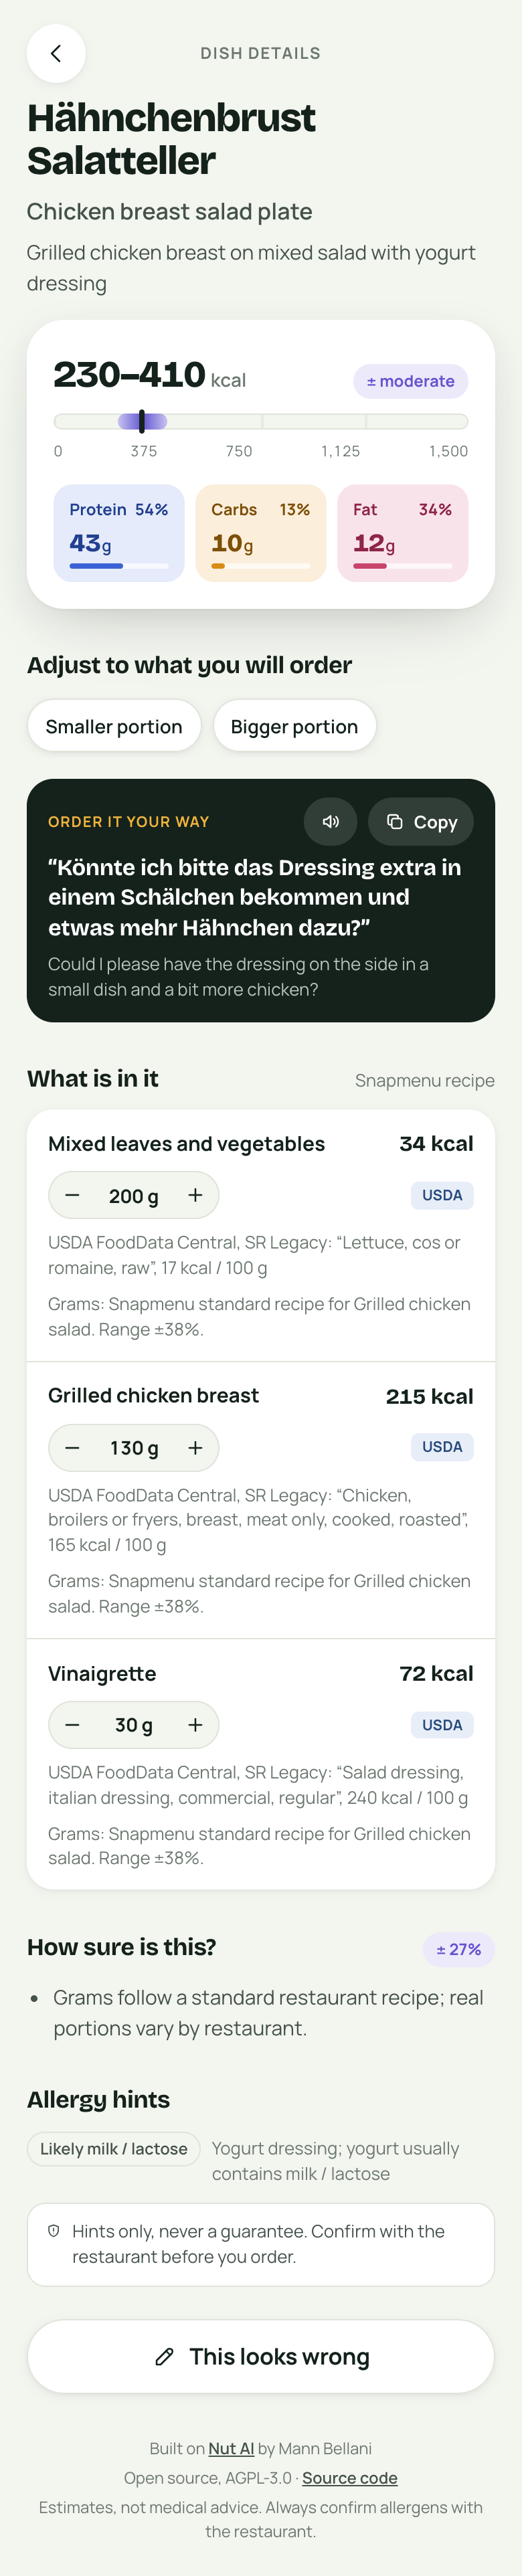 DISH DETAILS
Hähnchenbrust
Salatteller
Chicken breast salad plate
Grilled chicken breast on mixed salad with yogurt
dressing
230–410 kcal
± moderate
0 375 750 1,125 1,500
Protein 54%
43g
Carbs 13%
10g
Fat 34%
12g
Adjust to what you will order
Smaller portion
Bigger portion
ORDER IT YOUR WAY
Copy
“Könnte ich bitte das Dressing extra in
einem Schälchen bekommen und
etwas mehr Hähnchen dazu?”
Could I please have the dressing on the side in a
small dish and a bit more chicken?
What is in it
Snapmenu recipe
Mixed leaves and vegetables 34 kcal
− 200 g +
USDA
USDA FoodData Central, SR Legacy: “Lettuce, cos or
romaine, raw”, 17 kcal / 100 g
Grams: Snapmenu standard recipe for Grilled chicken
salad. Range ±38%.
Grilled chicken breast 215 kcal
− 130 g +
USDA
USDA FoodData Central, SR Legacy: “Chicken,
broilers or fryers, breast, meat only, cooked, roasted”,
165 kcal / 100 g
Grams: Snapmenu standard recipe for Grilled chicken
salad. Range ±38%.
Vinaigrette 72 kcal
− 30 g +
USDA
USDA FoodData Central, SR Legacy: “Salad dressing,
italian dressing, commercial, regular”, 240 kcal / 100 g
Grams: Snapmenu standard recipe for Grilled chicken
salad. Range ±38%.
How sure is this?
± 27%
• Grams follow a standard restaurant recipe; real
portions vary by restaurant.
Allergy hints
Likely milk / lactose
Yogurt dressing; yogurt usually
contains milk / lactose
Hints only, never a guarantee. Confirm with the
restaurant before you order.
This looks wrong
Built on Nut AI by Mann Bellani
Open source, AGPL-3.0 · Source code
Estimates, not medical advice. Always confirm allergens with
the restaurant.